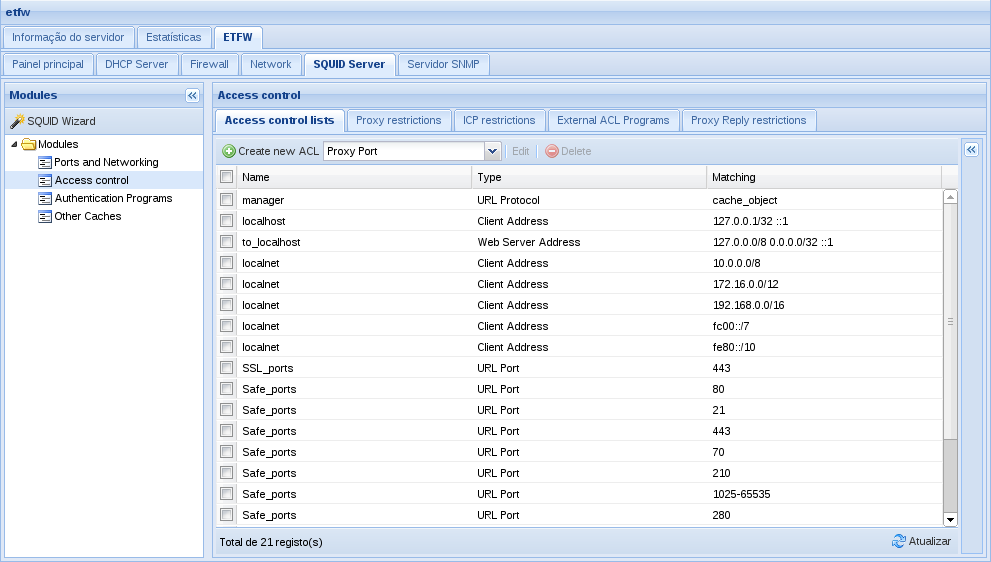 etfw
Informação do servidor Estatísticas ETFW
Painel principal DHCP Server Firewall Network SQUID Server Servidor SNMP
Modules
SQUID Wizard
Modules
Ports and Networking
Access control
Authentication Programs
Other Caches
Access control
Access control lists Proxy restrictions ICP restrictions External ACL Programs Proxy Reply restrictions
Create new ACL Proxy Port Edit Delete
Name Type Matching
manager URL Protocol cache_object
localhost Client Address 127.0.0.1/32 ::1
to_localhost Web Server Address 127.0.0.0/8 0.0.0.0/32 ::1
localnet Client Address 10.0.0.0/8
localnet Client Address 172.16.0.0/12
localnet Client Address 192.168.0.0/16
localnet Client Address fc00::/7
localnet Client Address fe80::/10
SSL_ports URL Port 443
Safe_ports URL Port 80
Safe_ports URL Port 21
Safe_ports URL Port 443
Safe_ports URL Port 70
Safe_ports URL Port 210
Safe_ports URL Port 1025-65535
Safe_ports URL Port 280
Total de 21 registo(s) Atualizar